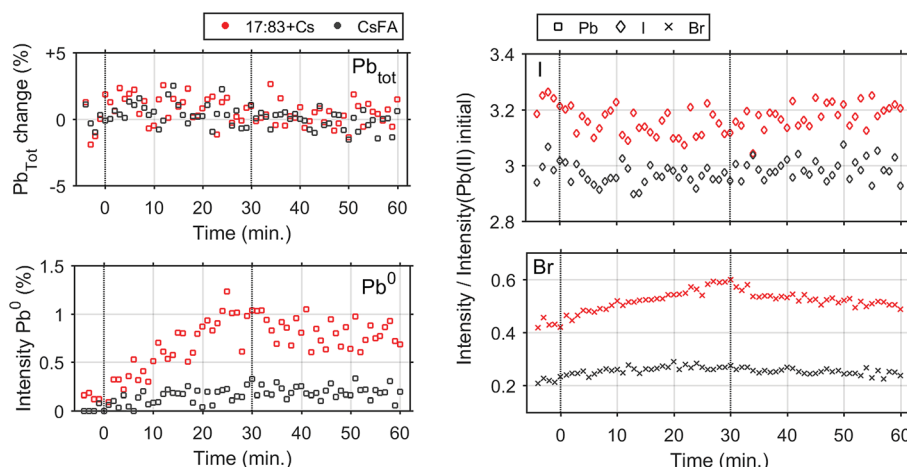 17:83+Cs CsFA
Pb I Br
+5
0
-5
Pb_Tot change (%)
Pb_tot
0 10 20 30 40 50 60
Time (min.)
1.5
1
0.5
0
Intensity Pb^0 (%)
Pb^0
0 10 20 30 40 50 60
Time (min.)
Intensity / Intensity(Pb(II) initial)
3.4
3.2
3
2.8
I
0.6
0.4
0.2
Br
0 10 20 30 40 50 60
Time (min.)